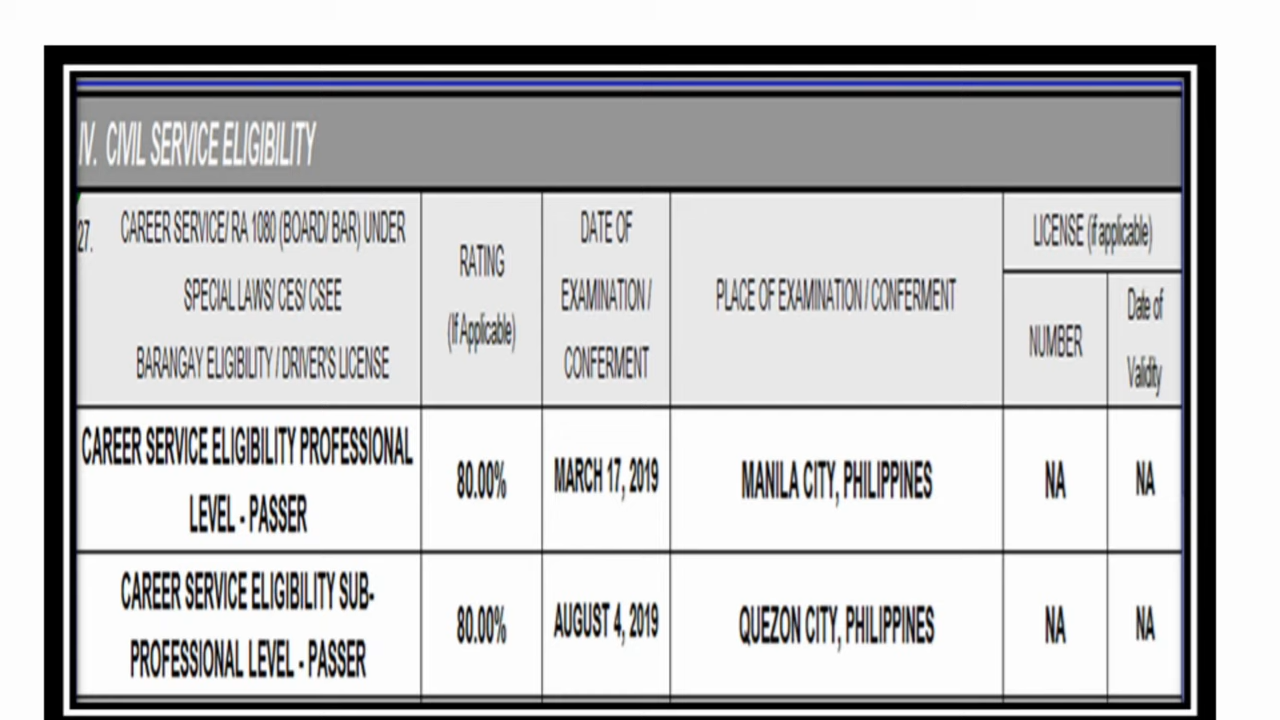 IV. CIVIL SERVICE ELIGIBILITY
27. CAREER SERVICE/ RA 1080 (BOARD/ BAR) UNDER
SPECIAL LAWS/ CES/ CSEE
BARANGAY ELIGIBILITY / DRIVER'S LICENSE
RATING
(If Applicable)
DATE OF
EXAMINATION /
CONFERMENT
PLACE OF EXAMINATION / CONFERMENT
LICENSE (if applicable)
NUMBER
Date of
Validity
CAREER SERVICE ELIGIBILITY PROFESSIONAL
LEVEL - PASSER
80.00%
MARCH 17, 2019
MANILA CITY, PHILIPPINES
NA
NA
CAREER SERVICE ELIGIBILITY SUB-
PROFESSIONAL LEVEL - PASSER
80.00%
AUGUST 4, 2019
QUEZON CITY, PHILIPPINES
NA
NA